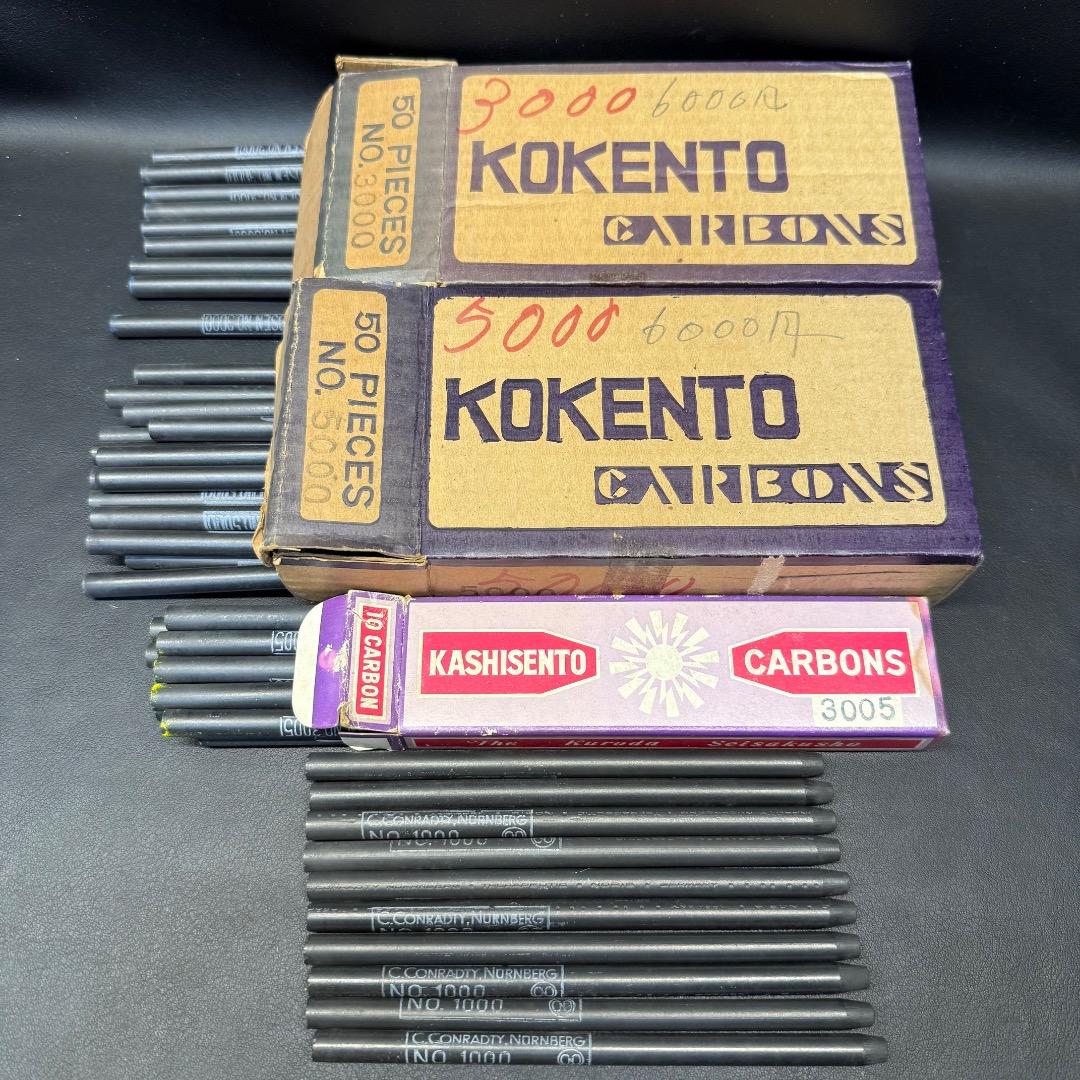 3000 6000円
KOKENTO
CARBONS
50 PIECES
NO.3000
5000 6000円
KOKENTO
CARBONS
50 PIECES
NO. 5000
KASHISENTO
CARBONS
3005
10 CARBON
The Kuroda Seisakusho
C.CONRADTY,NÜRNBERG
NO. 1000
NO. 1000
C.CONRADTY,NÜRNBERG
C.CONRADTY,NÜRNBERG
NO. 1000
NO. 1000
C.CONRADTY,NÜRNBERG
NO. 1000